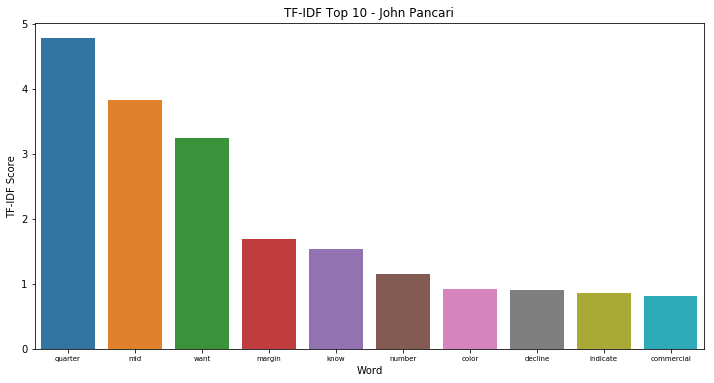 TF-IDF Top 10 - John Pancari
TF-IDF Score
5
4
3
2
1
0
quarter mid want margin know number color decline indicate commercial
Word